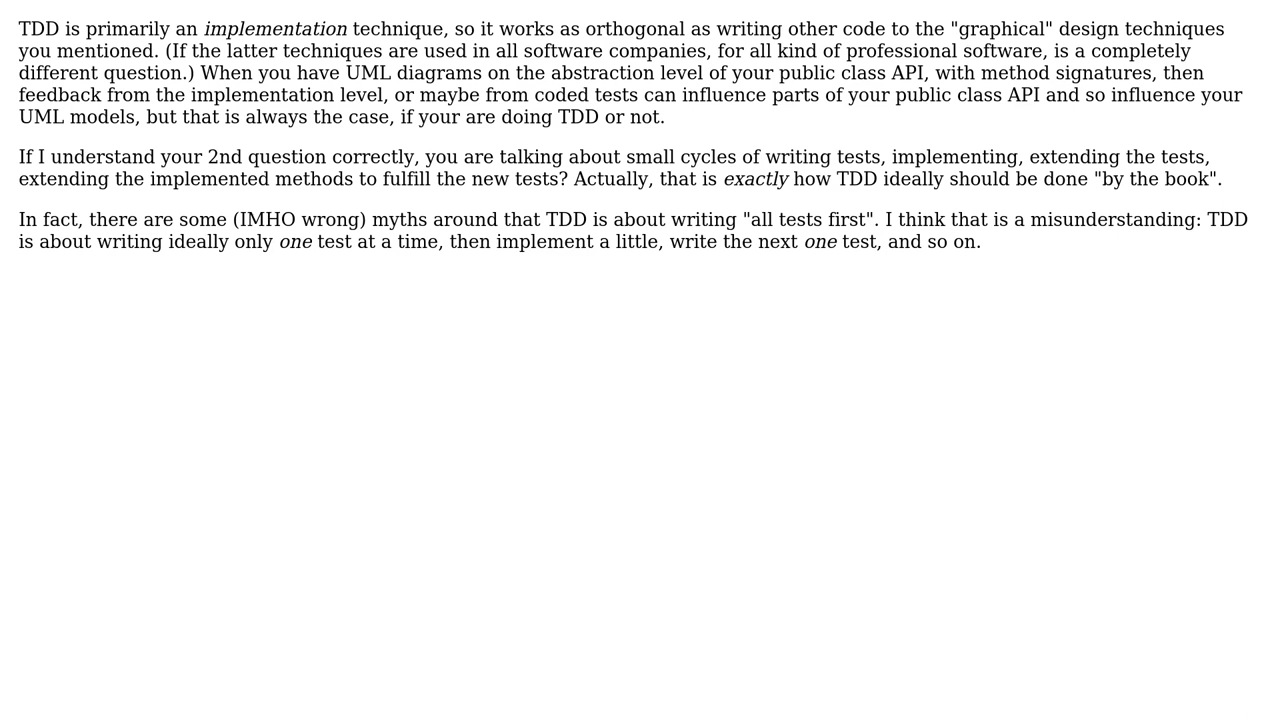 TDD is primarily an implementation technique, so it works as orthogonal as writing other code to the "graphical" design techniques
you mentioned. (If the latter techniques are used in all software companies, for all kind of professional software, is a completely
different question.) When you have UML diagrams on the abstraction level of your public class API, with method signatures, then
feedback from the implementation level, or maybe from coded tests can influence parts of your public class API and so influence your
UML models, but that is always the case, if your are doing TDD or not.
If I understand your 2nd question correctly, you are talking about small cycles of writing tests, implementing, extending the tests,
extending the implemented methods to fulfill the new tests? Actually, that is exactly how TDD ideally should be done "by the book".
In fact, there are some (IMHO wrong) myths around that TDD is about writing "all tests first". I think that is a misunderstanding: TDD
is about writing ideally only one test at a time, then implement a little, write the next one test, and so on.